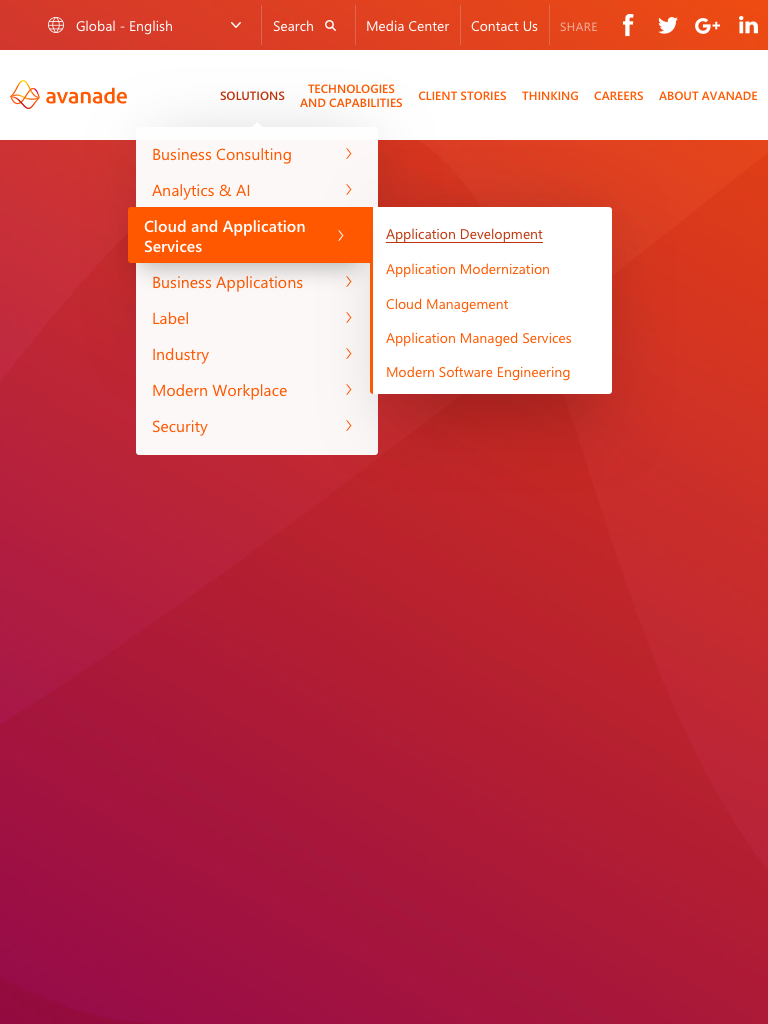 Global - English
Search
Media Center
Contact Us
SHARE
avanade
SOLUTIONS
TECHNOLOGIES
AND CAPABILITIES
CLIENT STORIES
THINKING
CAREERS
ABOUT AVANADE
Business Consulting
Analytics & AI
Cloud and Application
Services
Business Applications
Label
Industry
Modern Workplace
Security
Application Development
Application Modernization
Cloud Management
Application Managed Services
Modern Software Engineering